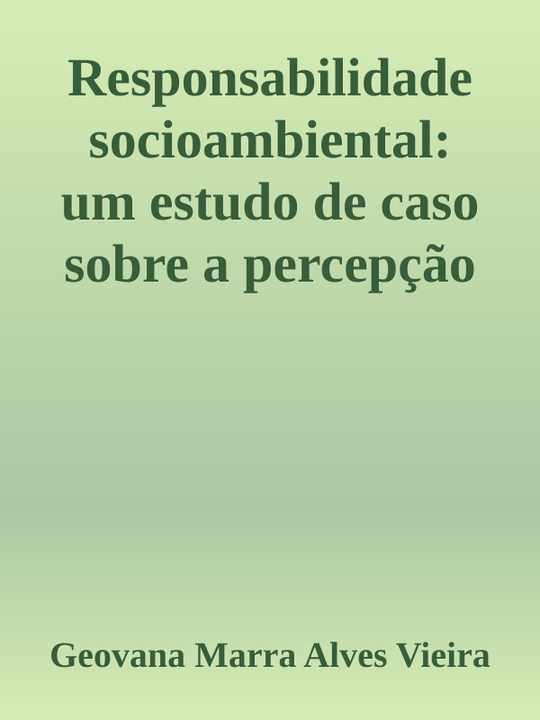 Responsabilidade
socioambiental:
um estudo de caso
sobre a percepção
Geovana Marra Alves Vieira